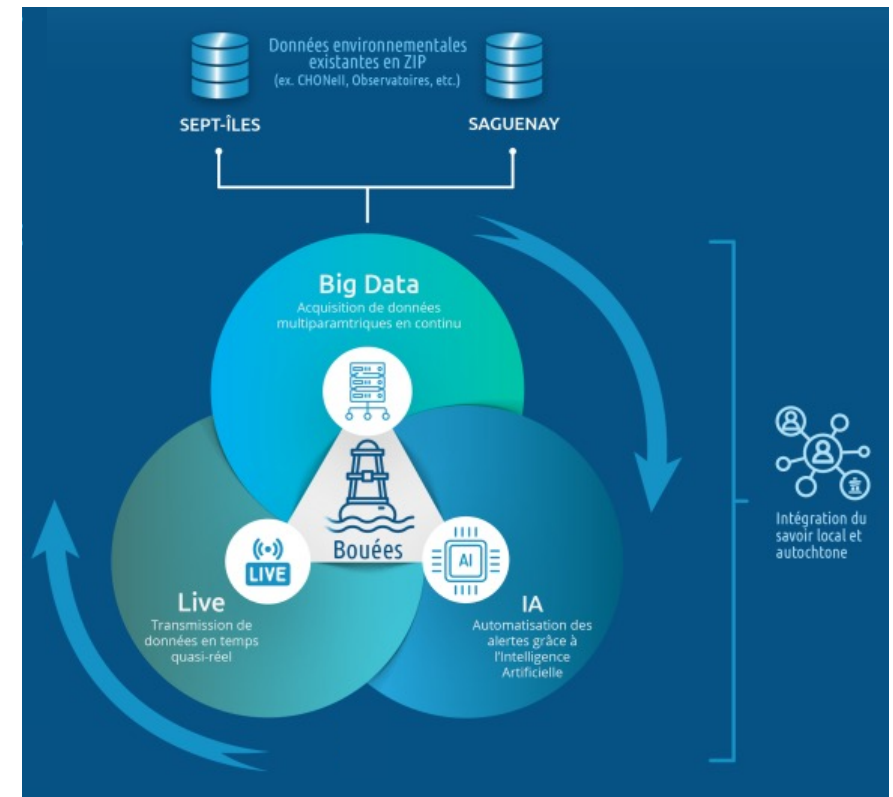 Données environnementales
existantes en ZIP
(ex. CHONeII, Observatoires, etc.)
SEPT-ÎLES
SAGUENAY
Big Data
Acquisition de données
multiparamtriques en continu
Bouées
LIVE
AI
Live
Transmission de
données en temps
quasi-réel
IA
Automatisation des
alertes grâce à
l'Intelligence
Artificielle
Intégration du
savoir local et
autochtone